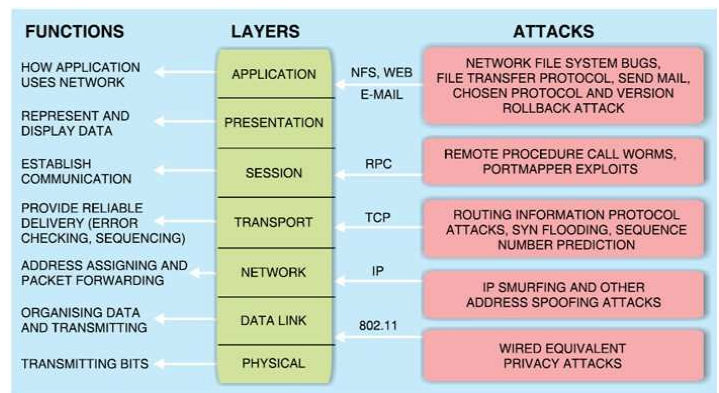 FUNCTIONS
LAYERS
ATTACKS
HOW APPLICATION
USES NETWORK
APPLICATION
NFS, WEB
E-MAIL
NETWORK FILE SYSTEM BUGS,
FILE TRANSFER PROTOCOL, SEND MAIL,
CHOSEN PROTOCOL AND VERSION
ROLLBACK ATTACK
REPRESENT AND
DISPLAY DATA
PRESENTATION
ESTABLISH
COMMUNICATION
SESSION
RPC
REMOTE PROCEDURE CALL WORMS,
PORTMAPPER EXPLOITS
PROVIDE RELIABLE
DELIVERY (ERROR
CHECKING, SEQUENCING)
TRANSPORT
TCP
ROUTING INFORMATION PROTOCOL
ATTACKS, SYN FLOODING, SEQUENCE
NUMBER PREDICTION
ADDRESS ASSIGNING AND
PACKET FORWARDING
NETWORK
IP
IP SMURFING AND OTHER
ADDRESS SPOOFING ATTACKS
ORGANISING DATA
AND TRANSMITTING
DATA LINK
802.11
WIRED EQUIVALENT
PRIVACY ATTACKS
TRANSMITTING BITS
PHYSICAL